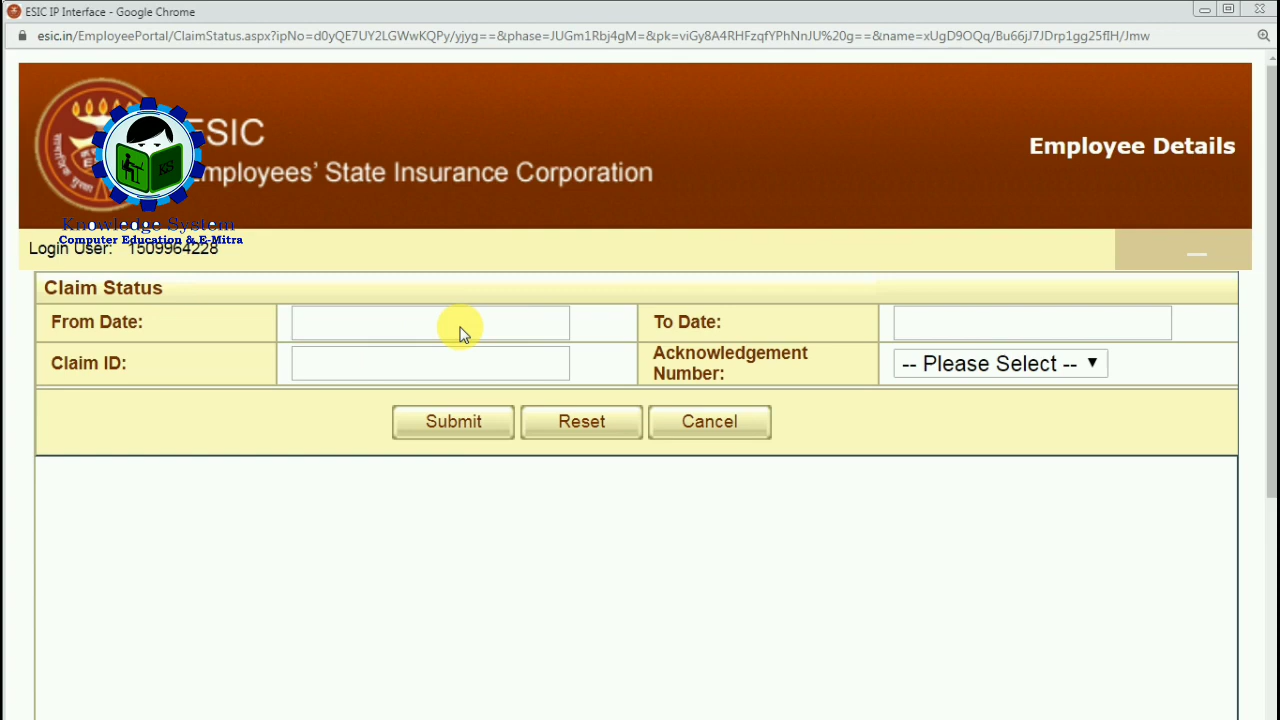 ESIC IP Interface - Google Chrome
esic.in/EmployeePortal/ClaimStatus.aspx?ipNo=d0yQE7UY2LGWwKQPy/yjyg==&phase=JUGm1Rbj4gM=&pk=viGy8A4RHFzqfYPhNnJU%20g==&name=xUgD9OQq/Bu66jJ7JDrp1gg25fIH/Jmw
ESIC
Employees' State Insurance Corporation
Employee Details
KS
Knowledge System
Computer Education & E-Mitra
Login User: 1509964228
Claim Status
From Date: To Date:
Claim ID: Acknowledgement Number: -- Please Select --
Submit Reset Cancel